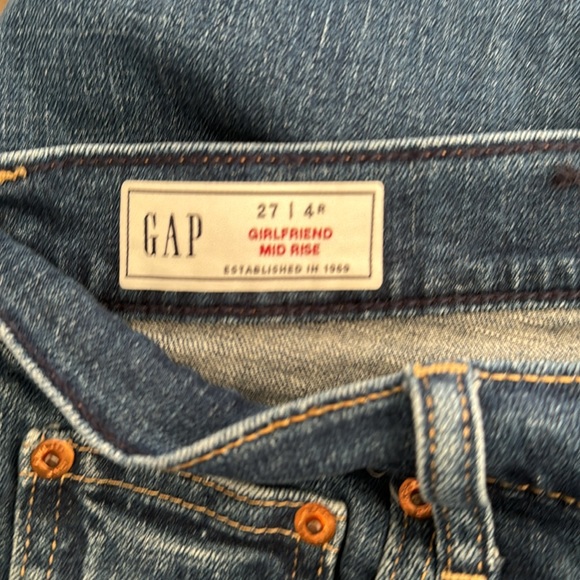 GAP
27 | 4R
GIRLFRIEND
MID RISE
ESTABLISHED IN 1969